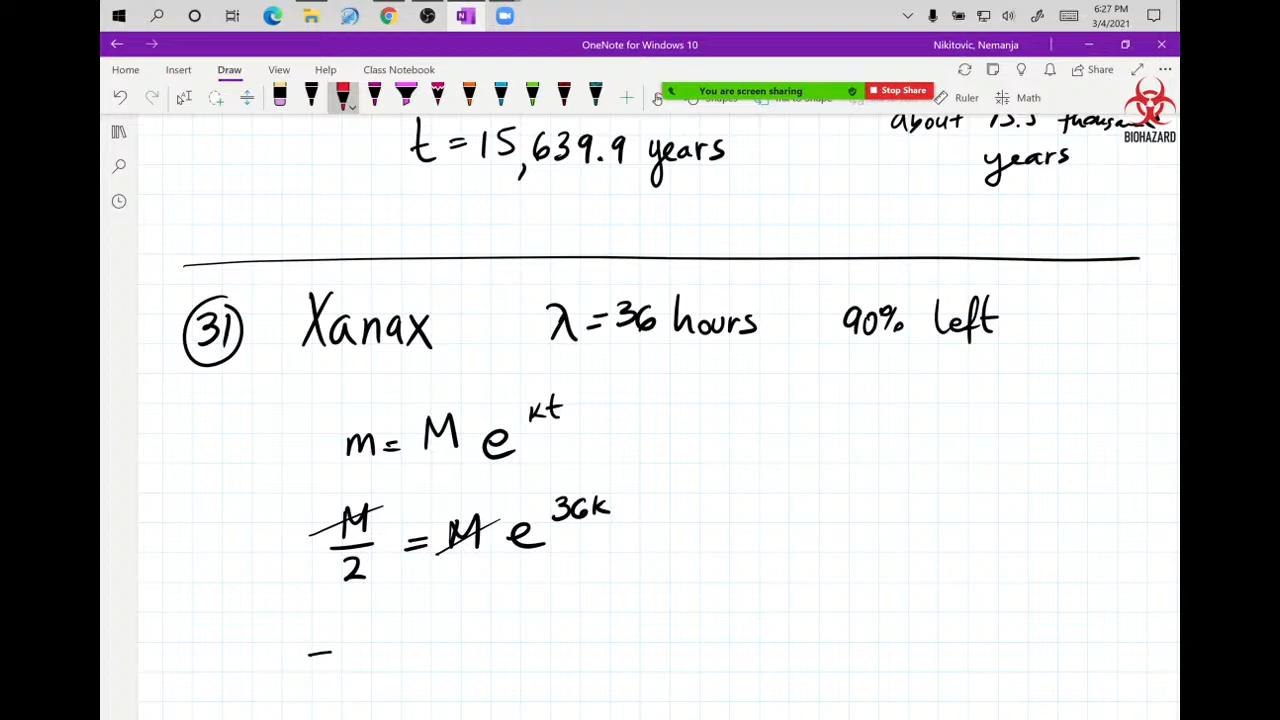 6:27 PM
3/4/2021
OneNote for Windows 10
Nikitovic, Nemanja
Home Insert Draw View Help Class Notebook Share
You are screen sharing Stop Share
Ruler Math
BIOHAZARD
t = 15,639.9 years
about
years
31 Xanax λ = 36 hours 90% left
m = M e^{kt}
M/2 = M e^{36k}